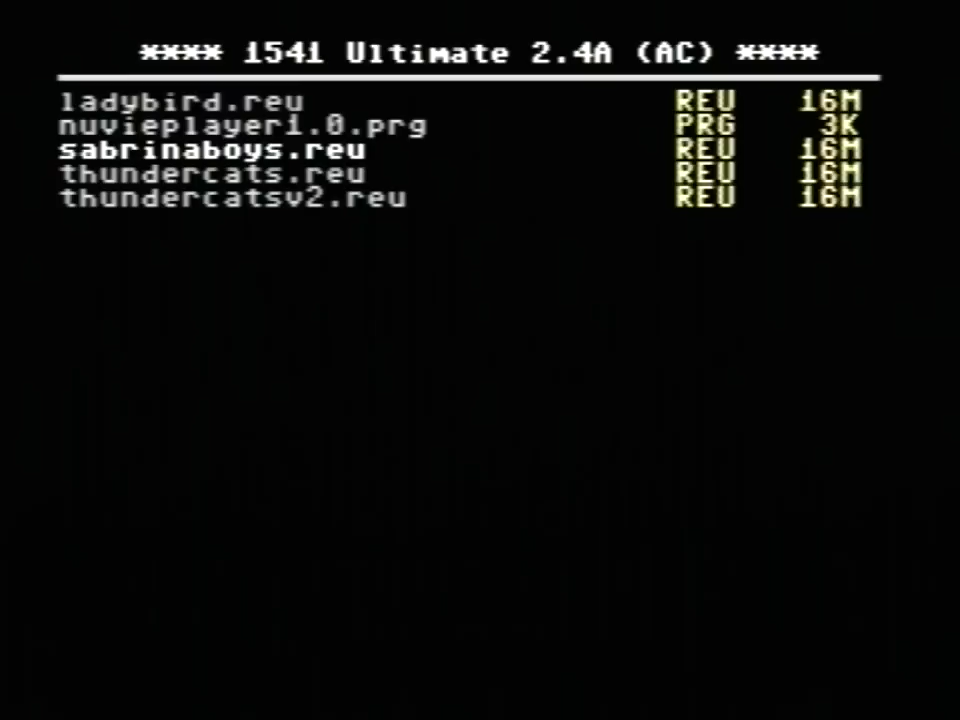 **** 1541 Ultimate 2.4A (AC) ****
ladybird.reu REU 16M
nuvieplayer1.0.prg PRG 3K
sabrinaboys.reu REU 16M
thundercats.reu REU 16M
thundercatsv2.reu REU 16M